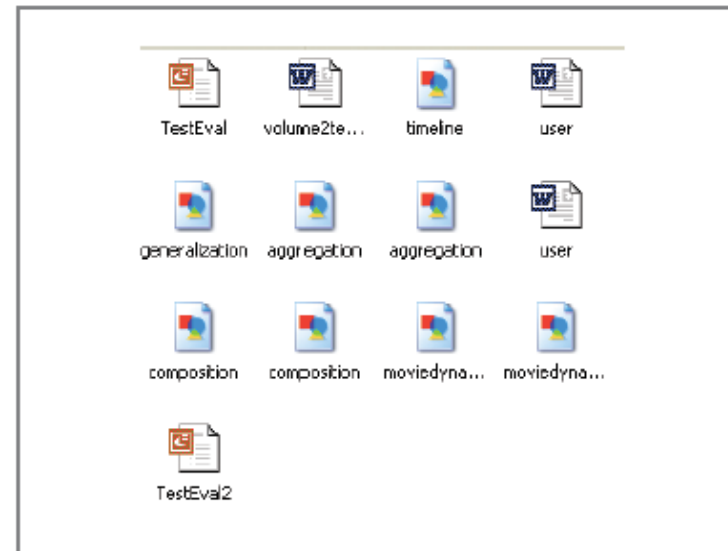 TestEval volume2te... timeline user
generalization aggregation aggregation user
composition composition moviedyna... moviedyna...
TestEval2